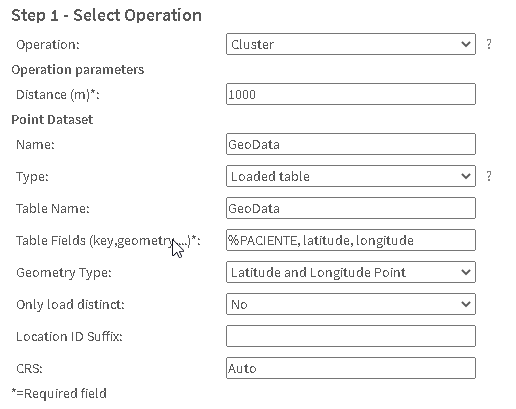 Step 1 - Select Operation
Operation: Cluster ?
Operation parameters
Distance (m)*: 1000
Point Dataset
Name: GeoData
Type: Loaded table ?
Table Name: GeoData
Table Fields (key,geometry,...)*: %PACIENTE, latitude, longitude
Geometry Type: Latitude and Longitude Point
Only load distinct: No
Location ID Suffix:
CRS: Auto
*=Required field